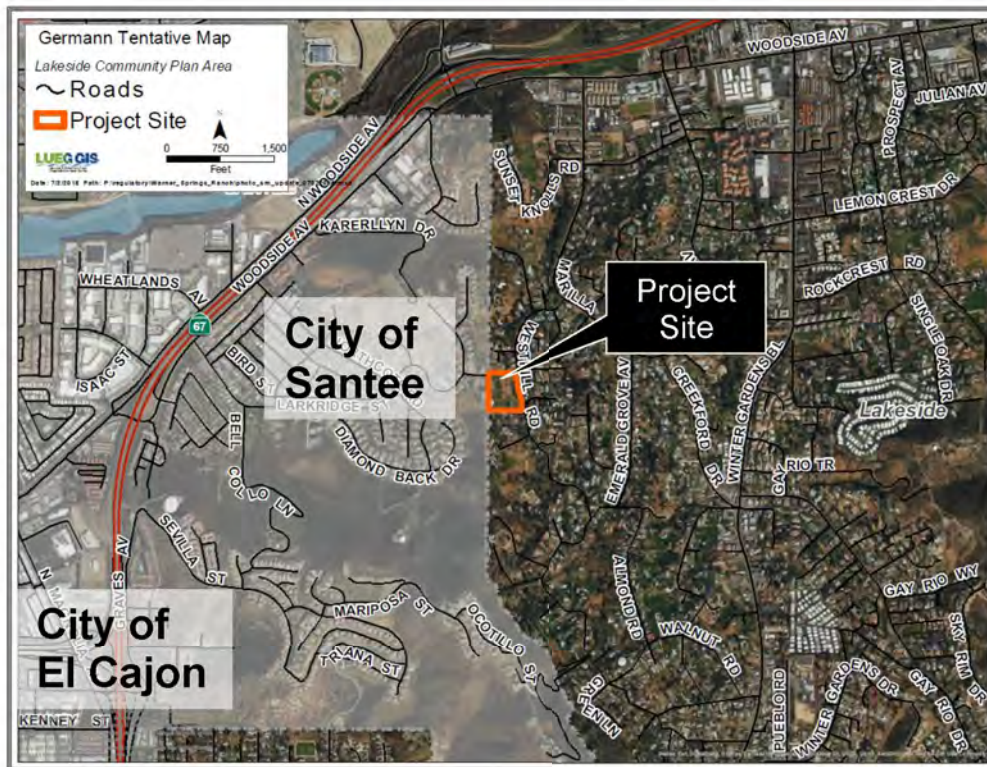 Germann Tentative Map
Lakeside Community Plan Area
Roads
Project Site
N
0 750 1,500
Feet
LUEG GIS
WOODSIDE AV
PROSPECT AV
JULIAN AV
N WOODSIDE AV
SUNSET
KNOLLS RD
LEMON CREST DR
KARERLLYN DR
WOODSIDE AV
WHEATLANDS AV
MARILLA
ROCKCREST RD
Project
Site
67
ISAAC ST
City of
Santee
BIRD ST
LARKRIDGE S
DIAMOND BACK DR
RD
EMERALD GROVE AV
CREEKFORD DR
WINTER GARDENS BL
Lakeside
BELL
COLLO LN
GAY RIO TR
SEVILLA ST
GRAVES AV
MARIPOSA ST
OCOTILLO ST
ALMOND RD
WALNUT RD
GAY RIO WY
SKY RIM DR
City of
El Cajon
ST
GREEN LN
PUEBLO RD
WINTER GARDENS DR
GAY RIO DR
KENNEY ST